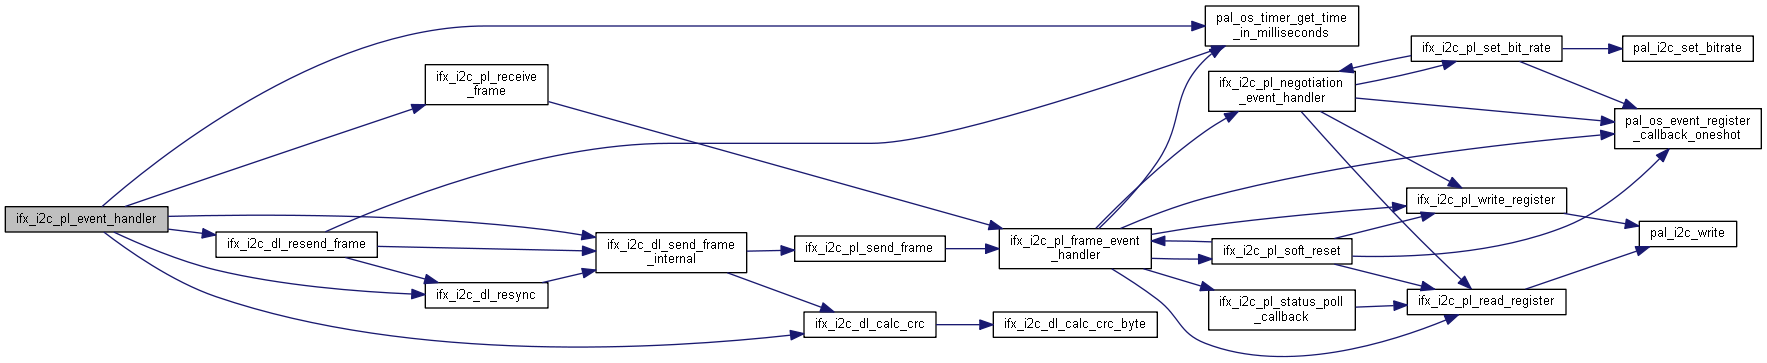 ifx_i2c_pl_event_handler
ifx_i2c_pl_receive
_frame
ifx_i2c_dl_resend_frame
ifx_i2c_dl_resync
ifx_i2c_dl_send_frame
_internal
ifx_i2c_pl_send_frame
ifx_i2c_dl_calc_crc
ifx_i2c_dl_calc_crc_byte
ifx_i2c_pl_frame_event
_handler
pal_os_timer_get_time
_in_milliseconds
ifx_i2c_pl_negotiation
_event_handler
ifx_i2c_pl_soft_reset
ifx_i2c_pl_status_poll
_callback
ifx_i2c_pl_set_bit_rate
ifx_i2c_pl_write_register
ifx_i2c_pl_read_register
pal_i2c_set_bitrate
pal_os_event_register
_callback_oneshot
pal_i2c_write